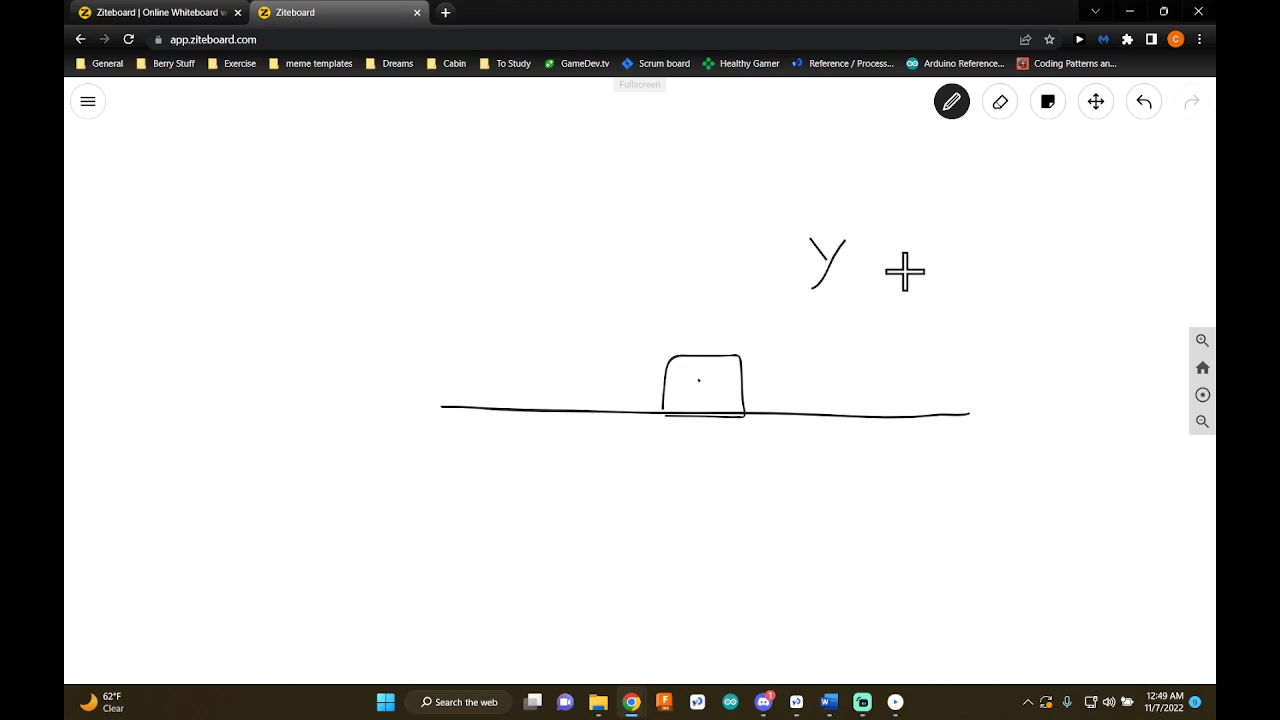 Ziteboard | Online Whiteboard w
Ziteboard
app.ziteboard.com
General
Berry Stuff
Exercise
meme templates
Dreams
Cabin
To Study
GameDev.tv
Scrum board
Healthy Gamer
Reference / Process...
Arduino Reference...
Coding Patterns an...
Fullscreen
y
62°F
Clear
Search the web
1
12:49 AM
11/7/2022
9